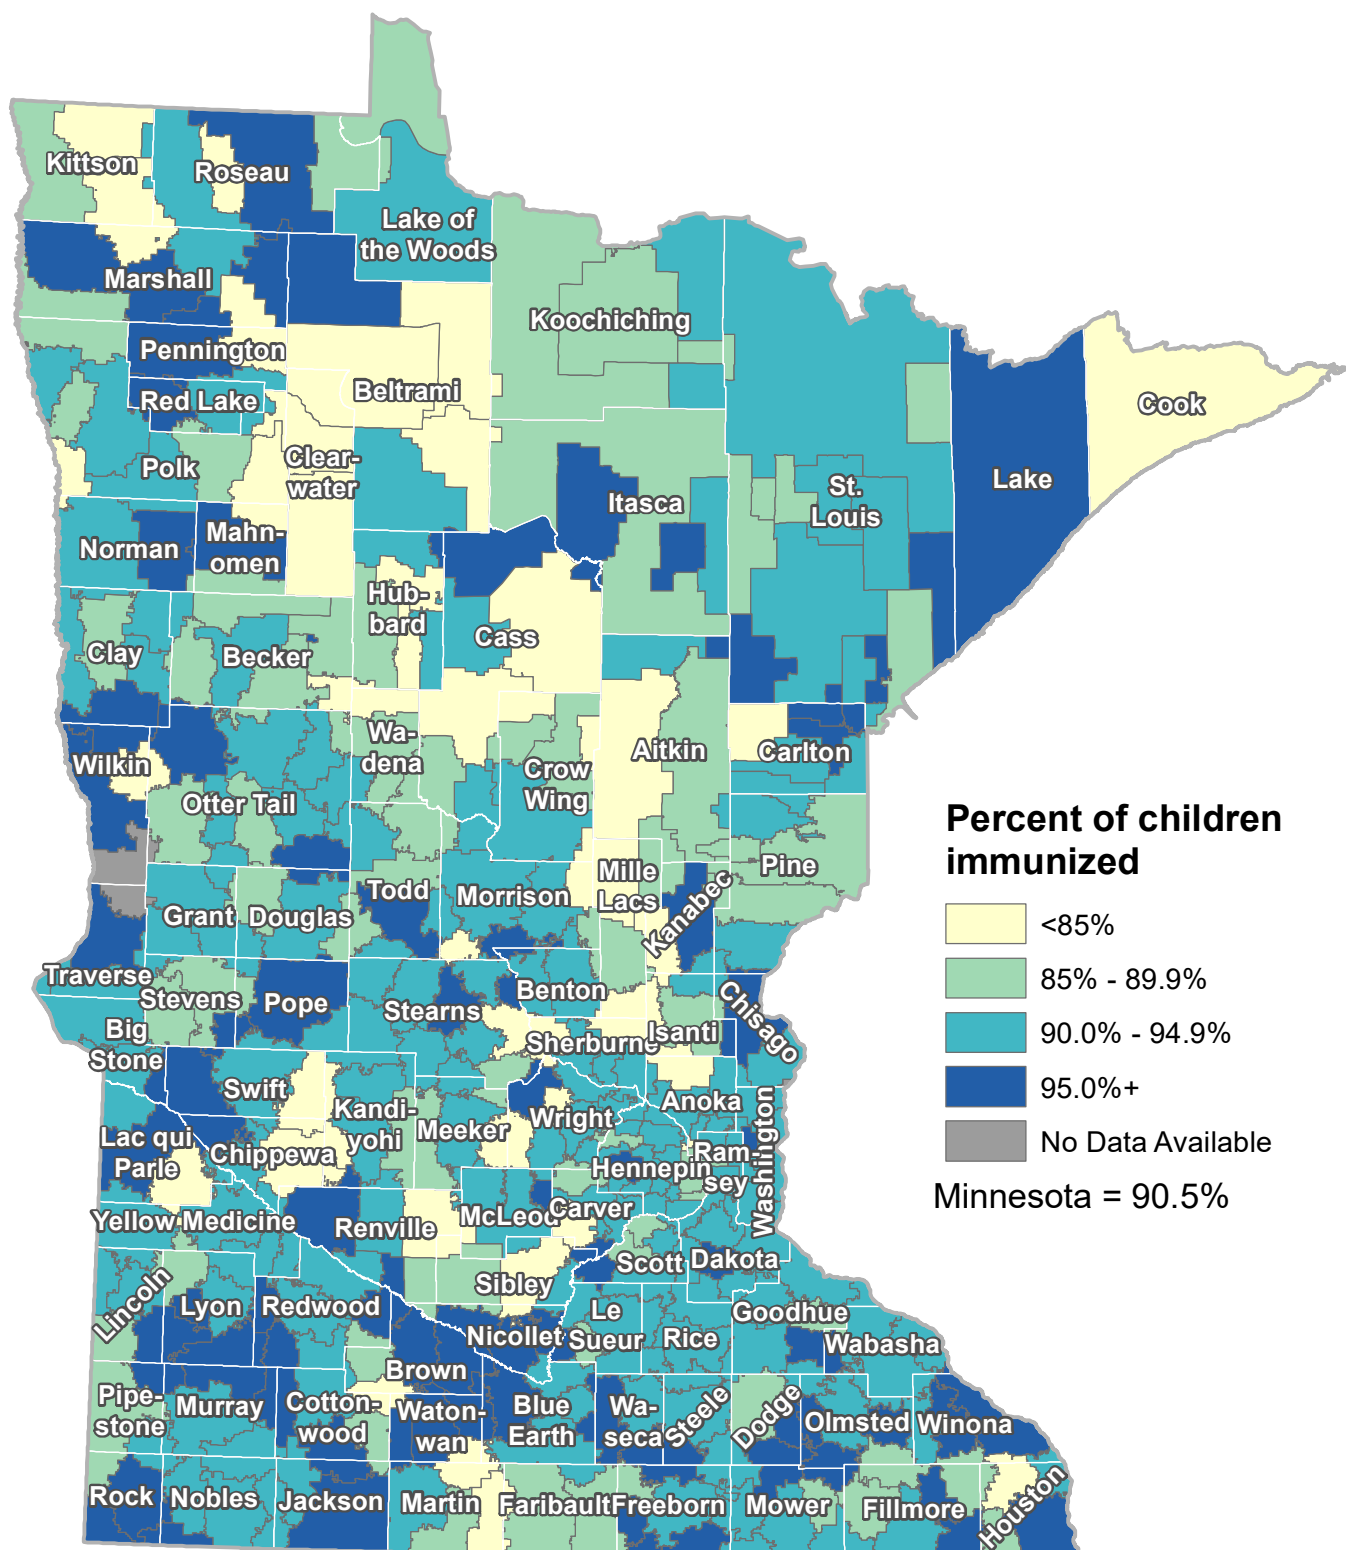 Kittson
Roseau
Lake of
the Woods
Marshall
Koochiching
Pennington
Beltrami
Red Lake
Cook
Clear-
water
Polk
Lake
Itasca
St.
Louis
Norman
Mahn-
omen
Hub-
bard
Cass
Clay
Becker
Wa-
dena
Aitkin
Carlton
Wilkin
Crow
Wing
Otter Tail
Mille
Lacs
Pine
Todd
Morrison
Kanabec
Grant
Douglas
Traverse
Stevens
Pope
Stearns
Benton
Chisago
Big
Stone
Sherburne
Isanti
Swift
Kandi-
yohi
Wright
Anoka
Meeker
Washington
Lac qui
Parle
Chippewa
Hennepin
Ram-
sey
Yellow Medicine
Renville
McLeod
Carver
Scott
Dakota
Sibley
Lincoln
Lyon
Redwood
Nicollet
Le
Sueur
Rice
Goodhue
Wabasha
Brown
Pipe-
stone
Murray
Cotton-
wood
Waton-
wan
Blue
Earth
Wa-
seca
Steele
Dodge
Olmsted
Winona
Rock
Nobles
Jackson
Martin
Faribault
Freeborn
Mower
Fillmore
Houston
Percent of children
immunized
<85%
85% - 89.9%
90.0% - 94.9%
95.0%+
No Data Available
Minnesota = 90.5%